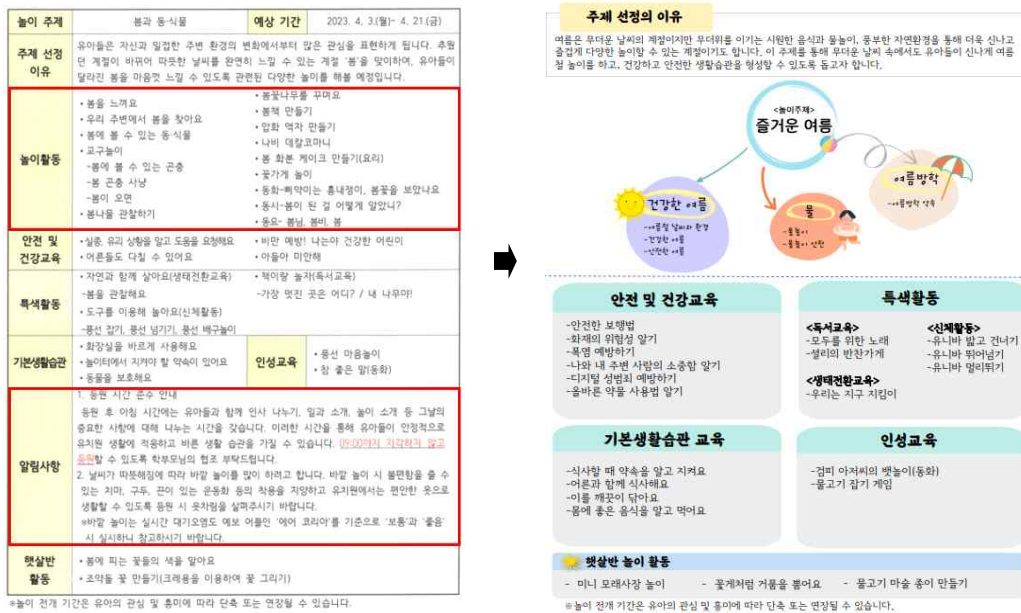 놀이 주제 봄과 동·식물 예상 기간 2023. 4. 3.(월)~ 4. 21.(금)
주제 선정 이유
유아들은 자신과 밀접한 주변 환경의 변화에서부터 많은 관심을 표현하게 됩니다. 추웠
던 계절이 바뀌어 따뜻한 날씨를 완연히 느낄 수 있는 계절 '봄'을 맞이하여, 유아들이
달라진 봄을 마음껏 느낄 수 있도록 관련된 다양한 놀이를 해볼 예정입니다.
놀이활동
• 봄을 느껴요
• 우리 주변에서 봄을 찾아요
• 봄에 볼 수 있는 동·식물
• 교구놀이
-봄에 볼 수 있는 곤충
-봄 곤충 사냥
-봄이 오면
• 봄나물 관찰하기
• 봄꽃나무를 꾸며요
• 봄책 만들기
• 압화 액자 만들기
• 나비 데칼코마니
• 봄 화분 케이크 만들기(요리)
• 꽃가게 놀이
• 동화-삐약이는 흉내쟁이, 봄꽃을 보았나요
• 동시-봄이 된 걸 어떻게 알았니?
• 동요- 봄님, 봄비, 봄
안전 및 건강교육
• 실종, 유괴 상황을 알고 도움을 요청해요
• 어른들도 다칠 수 있어요
• 비만 예방! 나는야 건강한 어린이
• 아들아 미안해
특색활동
• 자연과 함께 살아요(생태전환교육)
-봄을 관찰해요
• 도구를 이용해 놀아요(신체활동)
-풍선 잡기, 풍선 넘기기, 풍선 배구놀이
• 책이랑 놀자(독서교육)
-가장 멋진 곳은 어디? / 내 나무야!
기본생활습관
• 화장실을 바르게 사용해요
• 놀이터에서 지켜야 할 약속이 있어요
• 동물을 보호해요
인성교육
• 풍선 마음놀이
• 참 좋은 말(동화)
알림사항
1. 등원 시간 준수 안내
등원 후 아침 시간에는 유아들과 함께 인사 나누기, 일과 소개, 놀이 소개 등 그날의
중요한 사항에 대해 나누는 시간을 갖습니다. 이러한 시간을 통해 유아들이 안정적으로
유치원 생활에 적응하고 바른 생활 습관을 가질 수 있습니다. 09:00까지 지각하지 않고
등원할 수 있도록 학부모님의 협조 부탁드립니다.
2. 날씨가 따뜻해짐에 따라 바깥 놀이를 많이 하려고 합니다. 바깥 놀이 시 불편함을 줄 수
있는 치마, 구두, 끈이 있는 운동화 등의 착용을 지양하고 유치원에서는 편안한 옷으로
생활할 수 있도록 등원 시 옷차림을 살펴주시기 바랍니다.
※바깥 놀이는 실시간 대기오염도 예보 어플인 '에어 코리아'를 기준으로 '보통'과 '좋음'
시 실시하니 참고하시기 바랍니다.
햇살반 활동
• 봄에 피는 꽃들의 색을 알아요
• 조약돌 꽃 만들기(크레용을 이용하여 꽃 그리기)
※놀이 전개 기간은 유아의 관심 및 흥미에 따라 단축 또는 연장될 수 있습니다.
주제 선정의 이유
여름은 무더운 날씨의 계절이지만 무더위를 이기는 시원한 음식과 물놀이, 풍부한 자연환경을 통해 더욱 신나고
즐겁게 다양한 놀이할 수 있는 계절이기도 합니다. 이 주제를 통해 무더운 날씨 속에서도 유아들이 신나게 여름
철 놀이를 하고, 건강하고 안전한 생활습관을 형성할 수 있도록 돕고자 합니다.
<놀이주제>
즐거운 여름
건강한 여름
-여름철 날씨와 환경
-건강한 여름
-안전한 여름
물
-물놀이
-물놀이 안전
여름방학
-여름방학 약속
안전 및 건강교육
-안전한 보행법
-화재의 위험성 알기
-폭염 예방하기
-나와 내 주변 사람의 소중함 알기
-디지털 성범죄 예방하기
-올바른 약물 사용법 알기
특색활동
<독서교육>
-모두를 위한 노래
-셜리의 반찬가게
<생태전환교육>
-우리는 지구 지킴이
<신체활동>
-유니바 밟고 건너기
-유니바 뛰어넘기
-유니바 멀리뛰기
기본생활습관 교육
-식사할 때 약속을 알고 지켜요
-어른과 함께 식사해요
-이를 깨끗이 닦아요
-몸에 좋은 음식을 알고 먹어요
인성교육
-검피 아저씨의 뱃놀이(동화)
-물고기 잡기 게임
햇살반 놀이 활동
- 미니 모래사장 놀이 - 꽃게처럼 거품을 뿜어요 - 물고기 마술 종이 만들기
※놀이 전개 기간은 유아의 관심 및 흥미에 따라 단축 또는 연장될 수 있습니다.